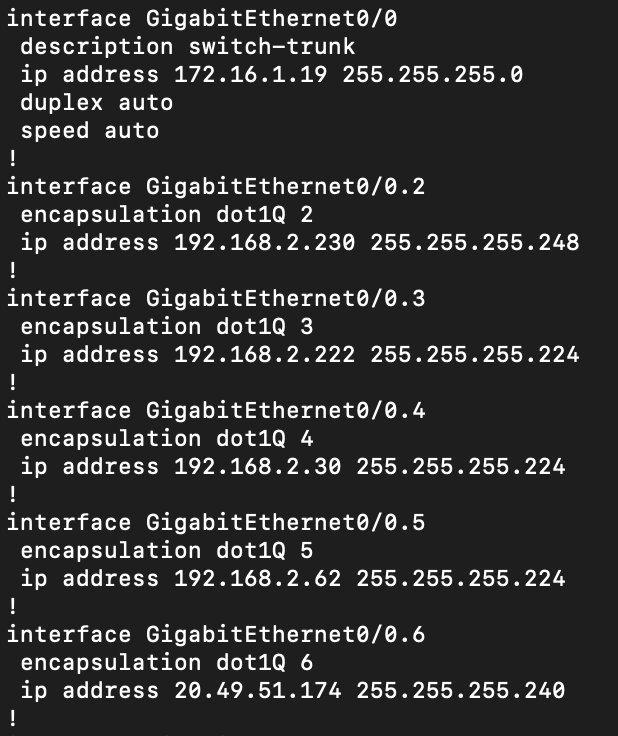 interface GigabitEthernet0/0
 description switch-trunk
 ip address 172.16.1.19 255.255.255.0
 duplex auto
 speed auto
!
interface GigabitEthernet0/0.2
 encapsulation dot1Q 2
 ip address 192.168.2.230 255.255.255.248
!
interface GigabitEthernet0/0.3
 encapsulation dot1Q 3
 ip address 192.168.2.222 255.255.255.224
!
interface GigabitEthernet0/0.4
 encapsulation dot1Q 4
 ip address 192.168.2.30 255.255.255.224
!
interface GigabitEthernet0/0.5
 encapsulation dot1Q 5
 ip address 192.168.2.62 255.255.255.224
!
interface GigabitEthernet0/0.6
 encapsulation dot1Q 6
 ip address 20.49.51.174 255.255.255.240
!